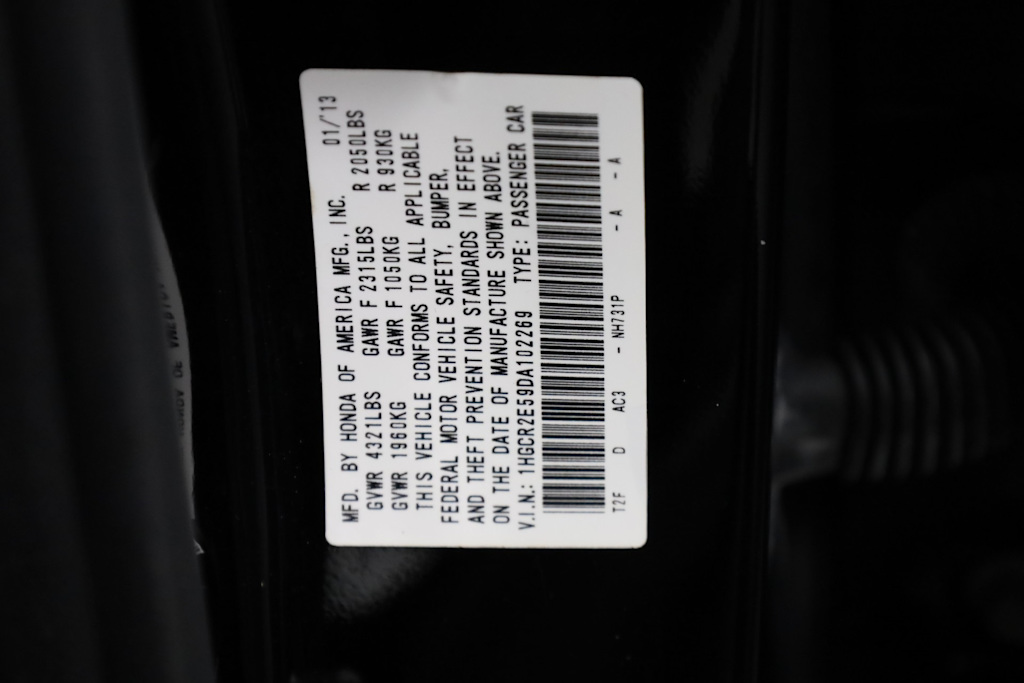 MFD. BY HONDA OF AMERICA MFG., INC. 01/'13
GVWR 4321LBS GAWR F 2315LBS R 2050LBS
GVWR 1960KG GAWR F 1050KG R 930KG
THIS VEHICLE CONFORMS TO ALL APPLICABLE
FEDERAL MOTOR VEHICLE SAFETY, BUMPER,
AND THEFT PREVENTION STANDARDS IN EFFECT
ON THE DATE OF MANUFACTURE SHOWN ABOVE.
V.I.N.: 1HGCR2E59DA102269 TYPE: PASSENGER CAR
T2F D AC3 - NH731P - A - A